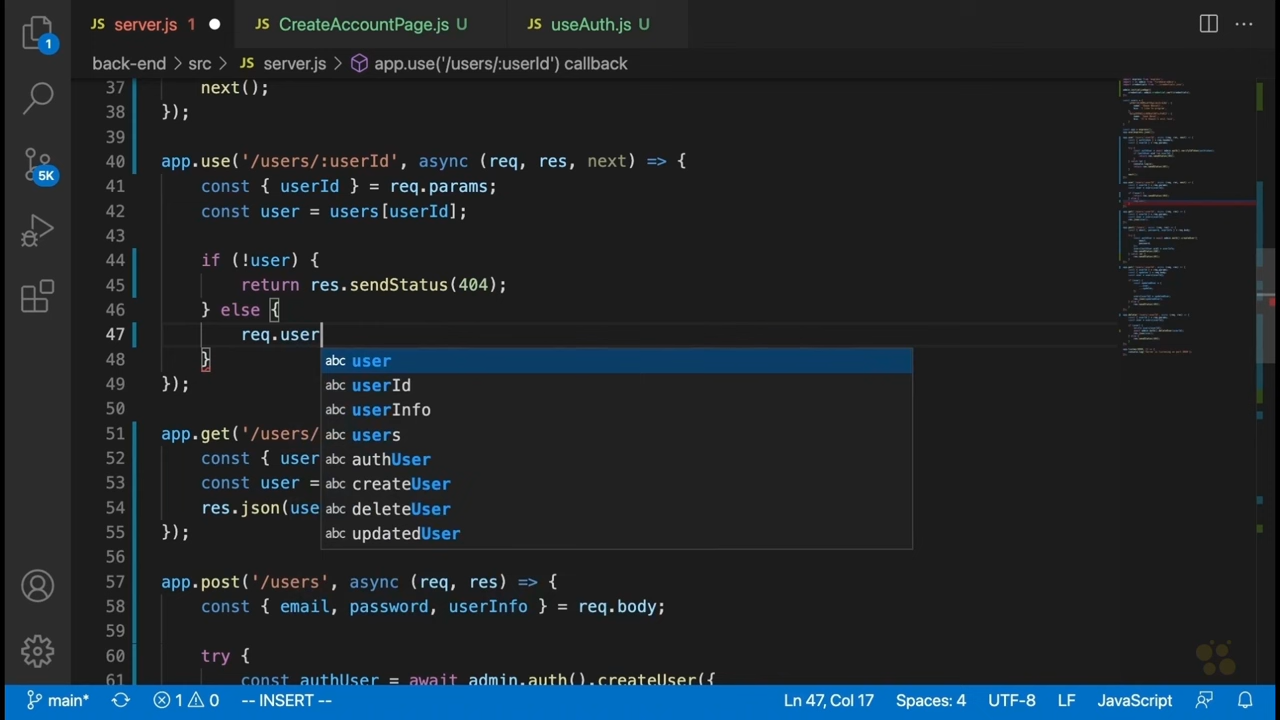 JS server.js 1 JS CreateAccountPage.js U JS useAuth.js U
1
back-end > src > JS server.js > app.use('/users/:userId') callback
37 next();
38 });
39
40 app.use('/users/:userId', async (req, res, next) => {
41 const { userId } = req.params;
42 const user = users[userId];
43
44 if (!user) {
45 return res.sendStatus(404);
46 } else {
47 req.user
48 }
49 });
50
51 app.get('/users/
52 const { user
53 const user =
54 res.json(use
55 });
56
57 app.post('/users', async (req, res) => {
58 const { email, password, userInfo } = req.body;
59
60 try {
61 const authUser = await admin.auth().createUser({
abc user
abc userId
abc userInfo
abc users
abc authUser
abc createUser
abc deleteUser
abc updatedUser
5K
main* 1 0 -- INSERT -- Ln 47, Col 17 Spaces: 4 UTF-8 LF JavaScript